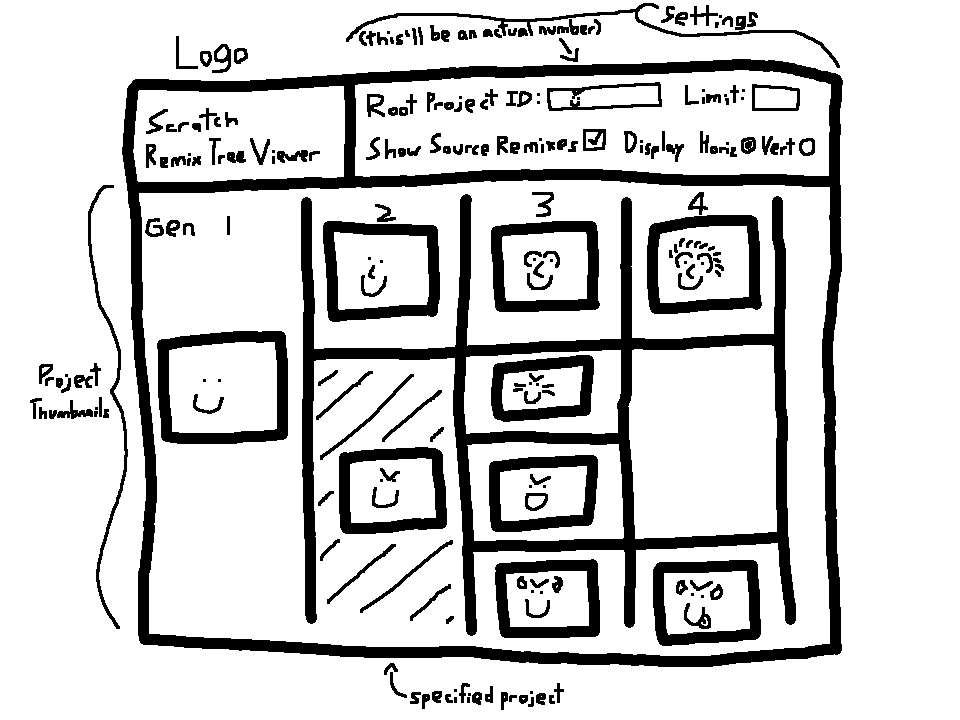 Settings
(this'll be an actual number)
Logo
Root Project ID: Limit:
Scratch
Remix Tree Viewer
Show Source Remixes Display Horiz Vert
Gen 1 2 3 4
Project
Thumbnails
specified project